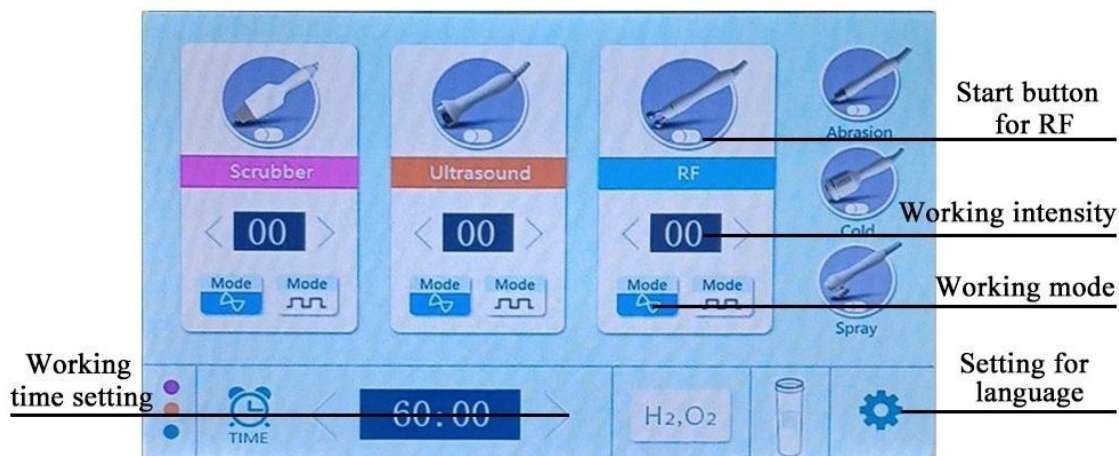 Start button
for RF
Abrasion
Scrubber
Ultrasound
RF
Working intensity
00
00
00
Cold
Mode
Mode
Mode
Mode
Mode
Mode
Working mode
Spray
Working
time setting
Setting for
language
60:00
TIME
H2,O2